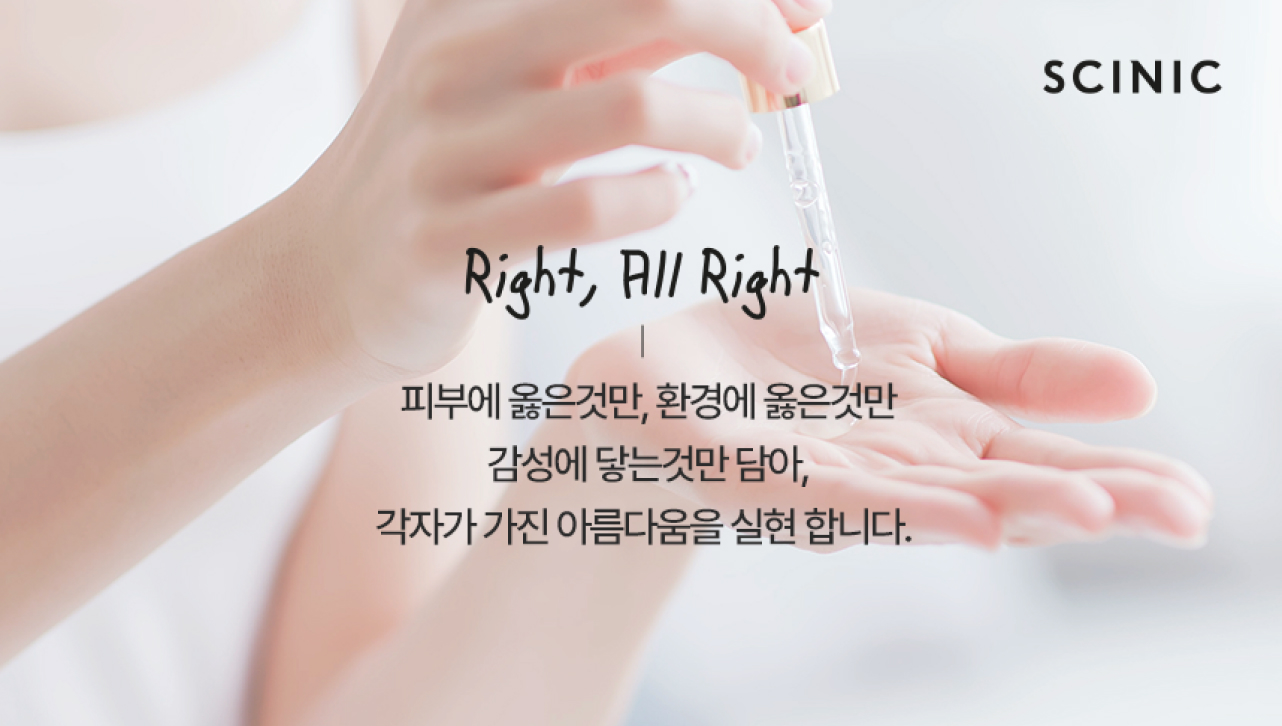 SCINIC
Right, All Right
피부에 옳은것만, 환경에 옳은것만
감성에 닿는것만 담아,
각자가 가진 아름다움을 실현 합니다.